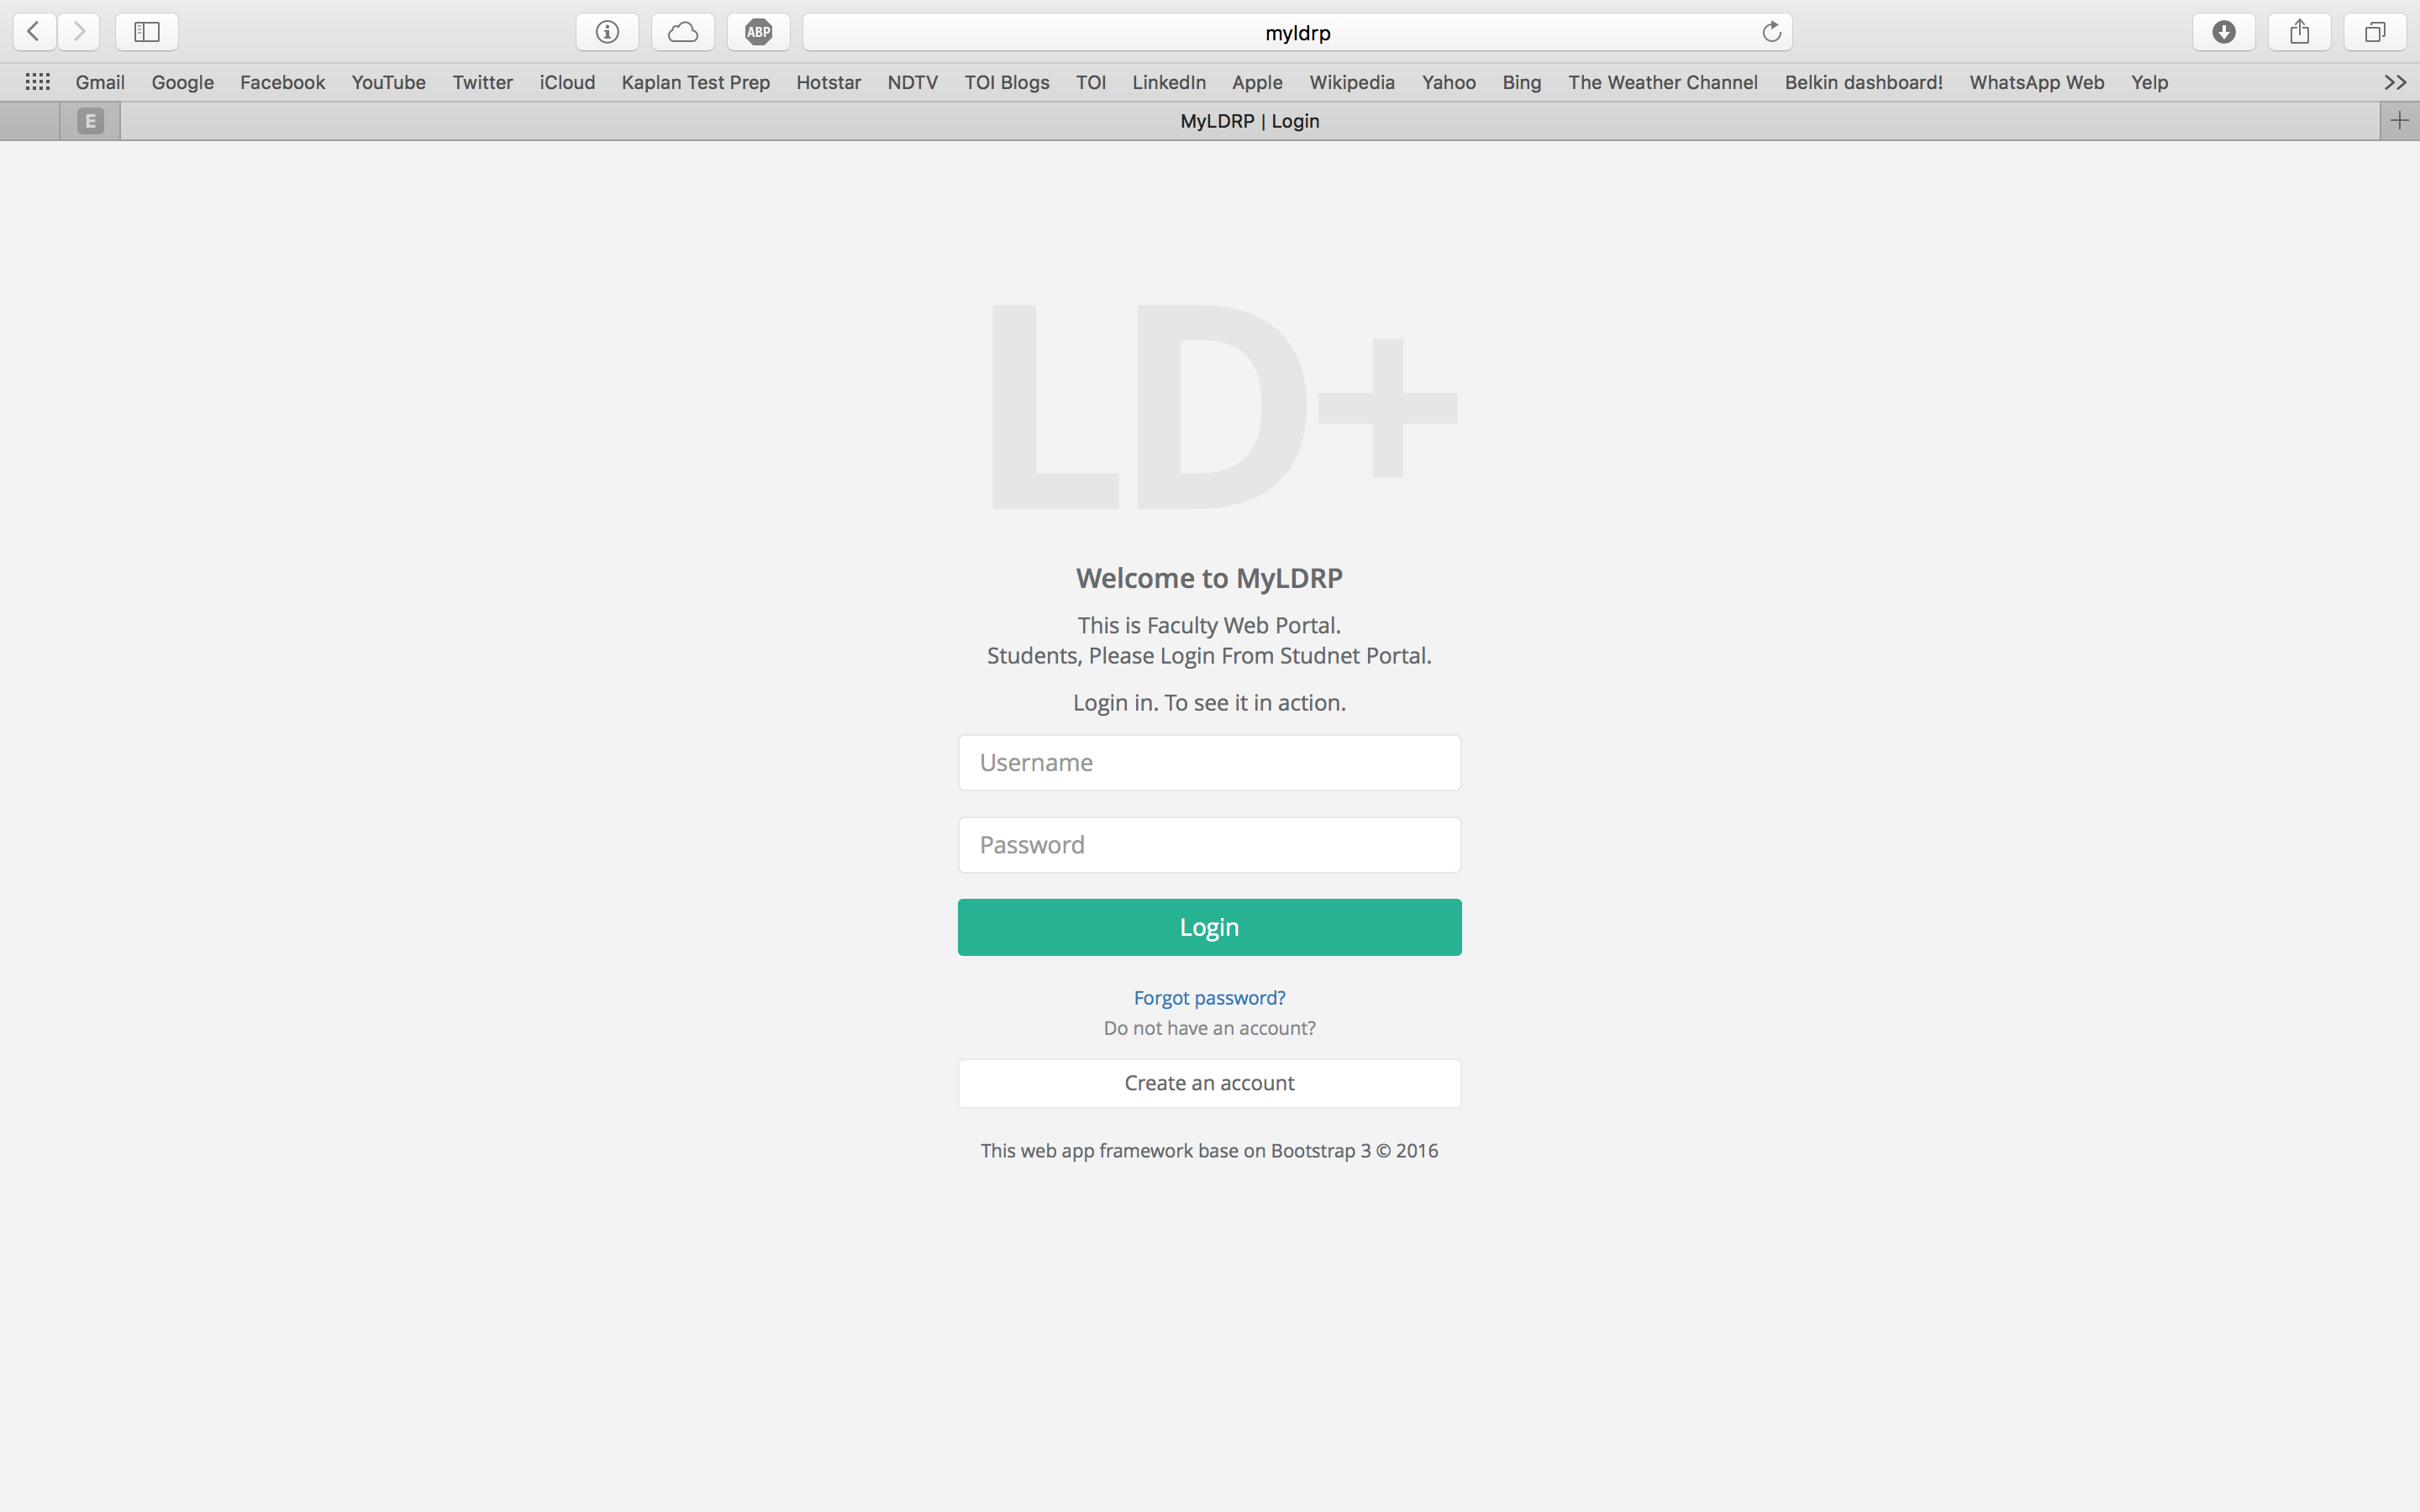 ABP
myldrp
Gmail Google Facebook YouTube Twitter iCloud Kaplan Test Prep Hotstar NDTV TOI Blogs TOI LinkedIn Apple Wikipedia Yahoo Bing The Weather Channel Belkin dashboard! WhatsApp Web Yelp
E
MyLDRP | Login
LD+
Welcome to MyLDRP
This is Faculty Web Portal.
Students, Please Login From Studnet Portal.
Login in. To see it in action.
Username
Password
Login
Forgot password?
Do not have an account?
Create an account
This web app framework base on Bootstrap 3 © 2016